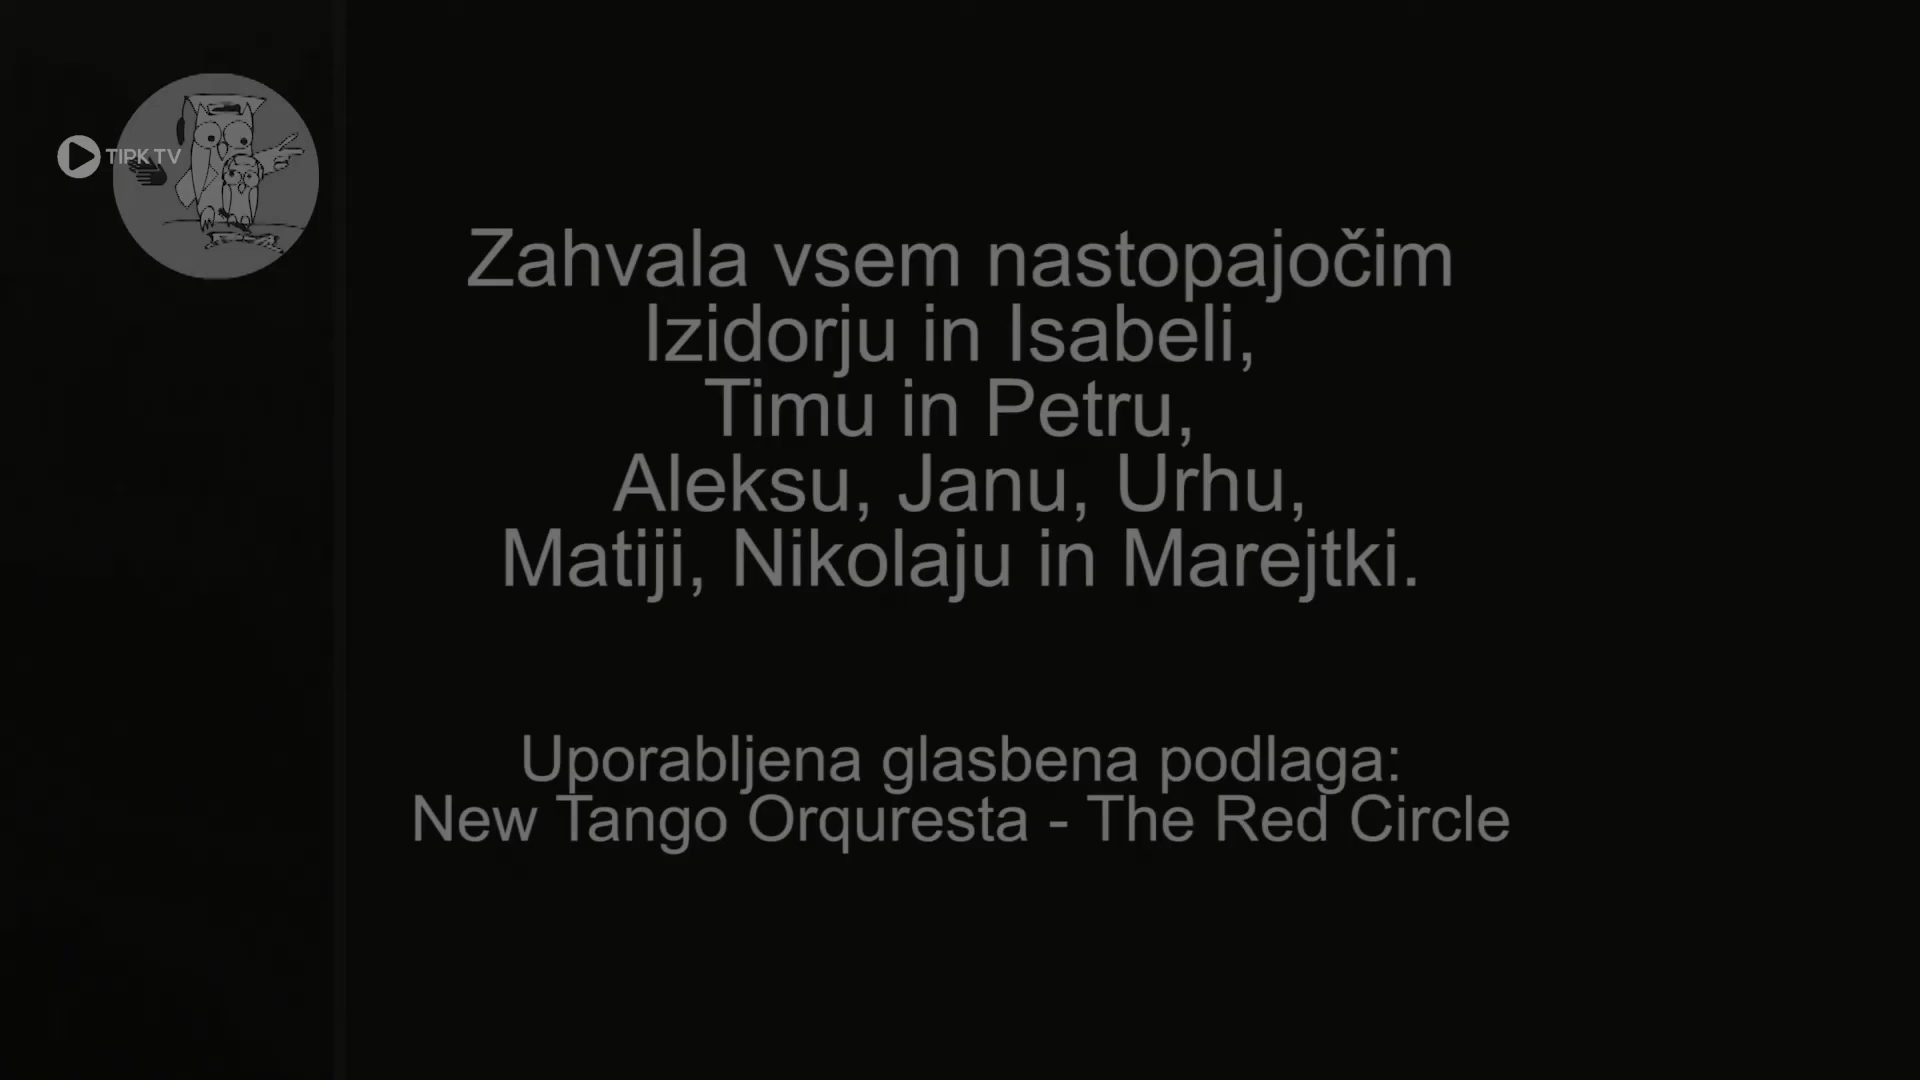 TIPK TV
Zahvala vsem nastopajočim
Izidorju in Isabeli,
Timu in Petru,
Aleksu, Janu, Urhu,
Matiji, Nikolaju in Marejtki.
Uporabljena glasbena podlaga:
New Tango Orquresta - The Red Circle